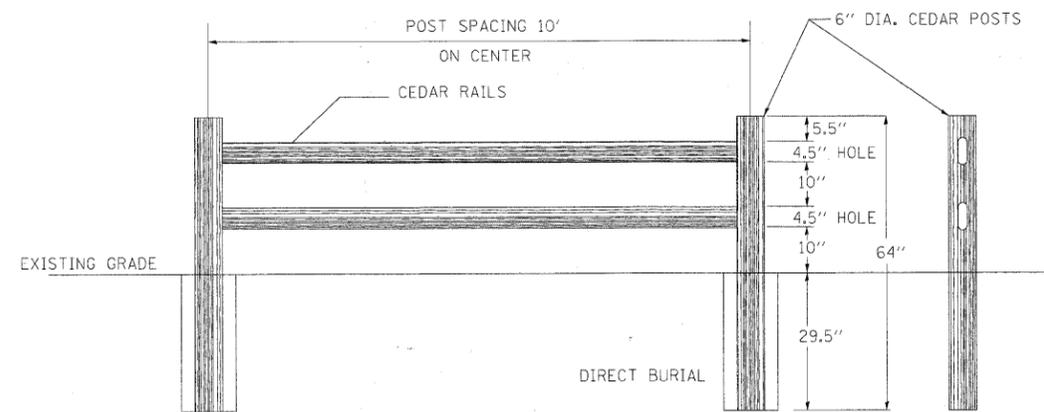 POST SPACING 10'
ON CENTER
6" DIA. CEDAR POSTS
CEDAR RAILS
5.5"
4.5" HOLE
10"
4.5" HOLE
10"
64"
EXISTING GRADE
29.5"
DIRECT BURIAL